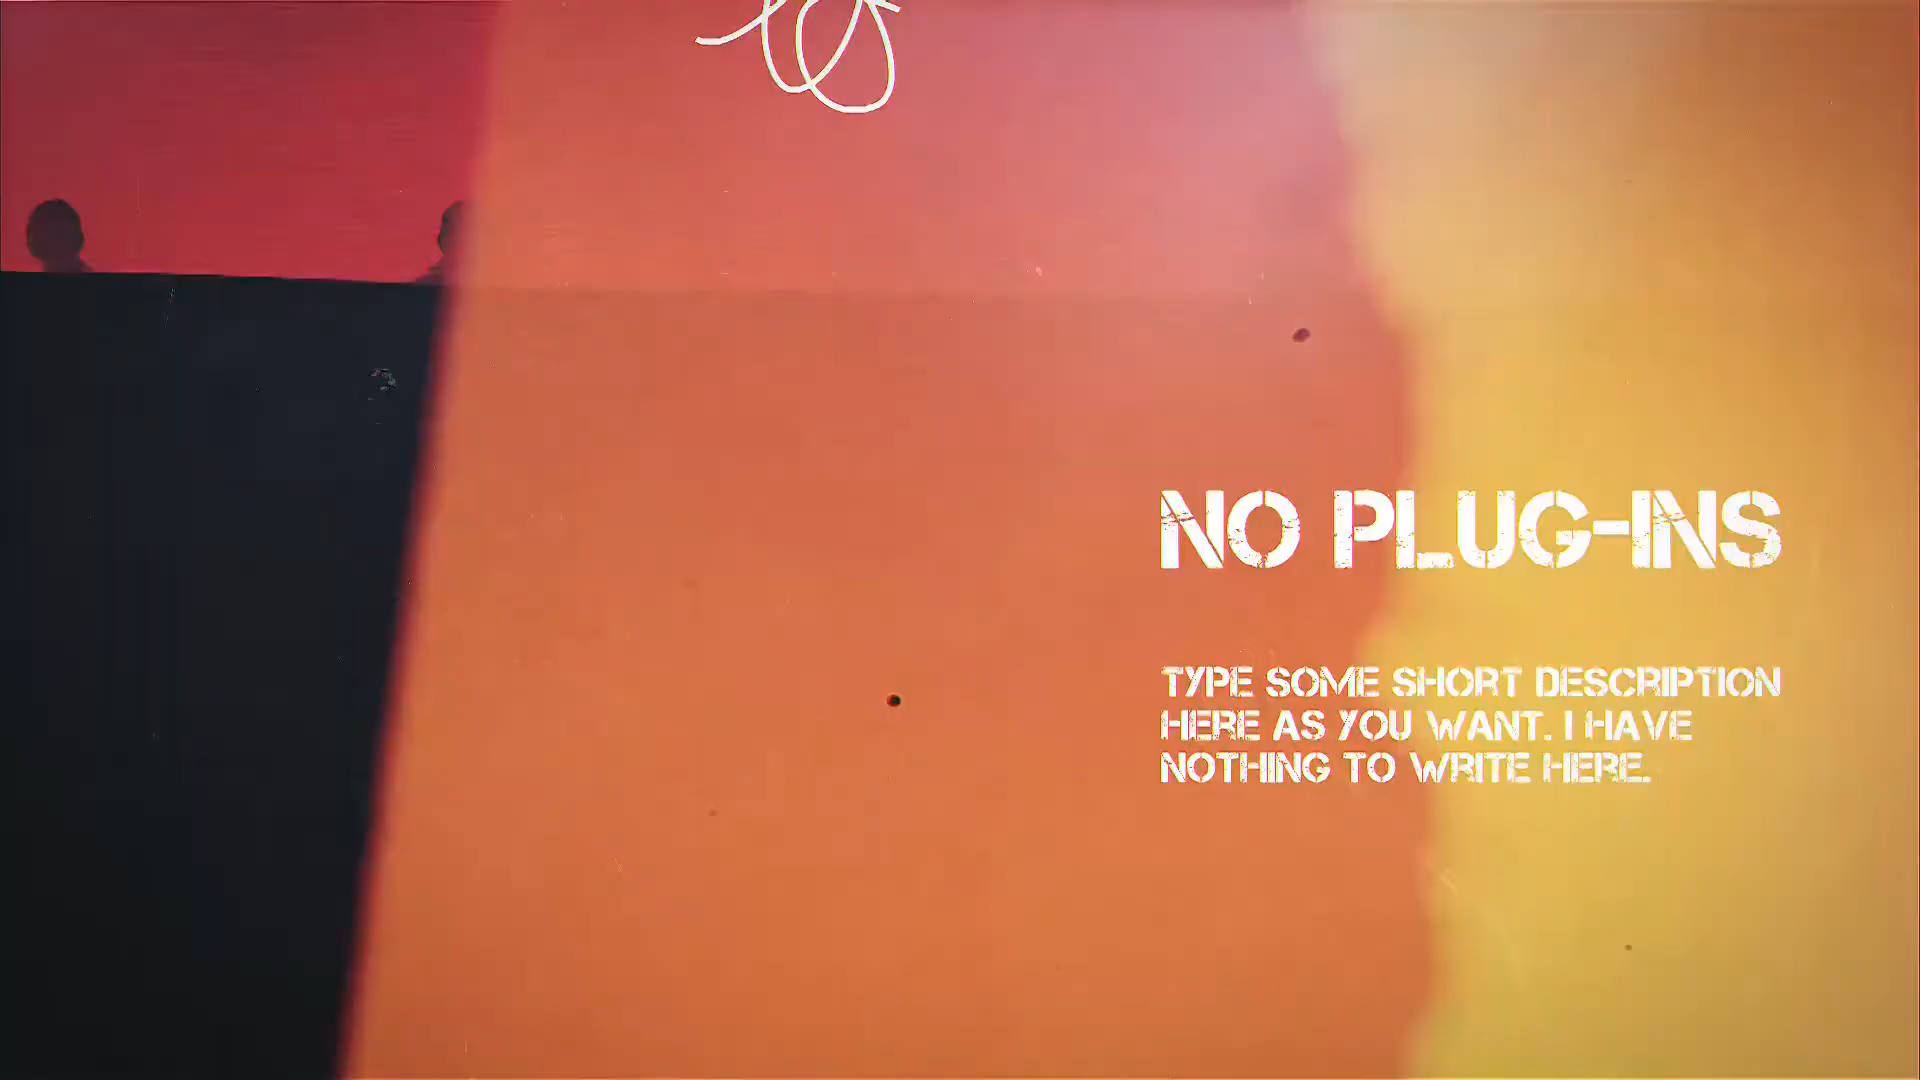 NO PLUG-INS
TYPE SOME SHORT DESCRIPTION
HERE AS YOU WANT. I HAVE
NOTHING TO WRITE HERE.